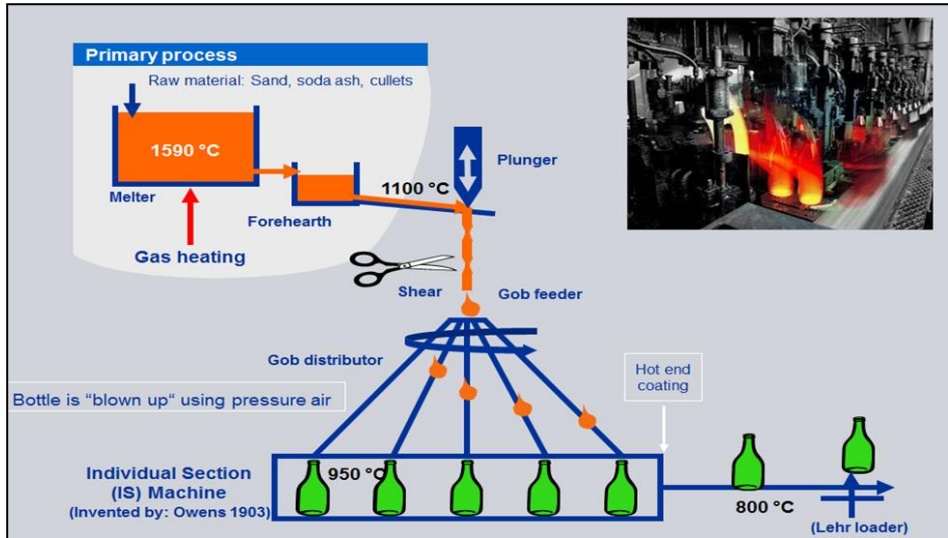 Primary process
Raw material: Sand, soda ash, cullets
1590 °C
Melter
Gas heating
Forehearth
1100 °C
Plunger
Shear
Gob feeder
Gob distributor
Hot end
coating
Bottle is "blown up“ using pressure air
Individual Section
(IS) Machine
(Invented by: Owens 1903)
950 °C
800 °C
(Lehr loader)